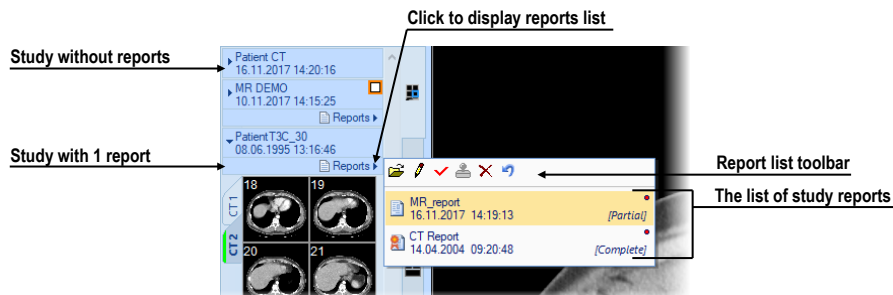 Click to display reports list
Study without reports
Patient CT
16.11.2017 14:20:16
MR DEMO
10.11.2017 14:15:25
Reports
PatientT3C_30
08.06.1995 13:16:46
Study with 1 report
Reports
Report list toolbar
The list of study reports
MR_report
16.11.2017 14:19:13
[Partial]
CT Report
14.04.2004 09:20:48
[Complete]
CT 1
CT 2
18
19
20
21